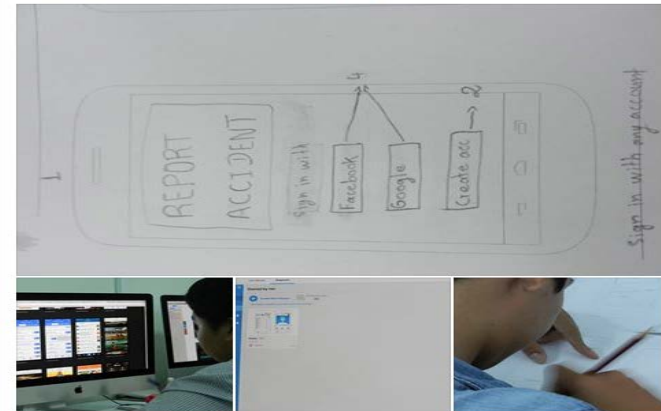 1
REPORT
ACCIDENT
Sign in with
Facebook
Google
4
Create acc → 2
Sign in with any account